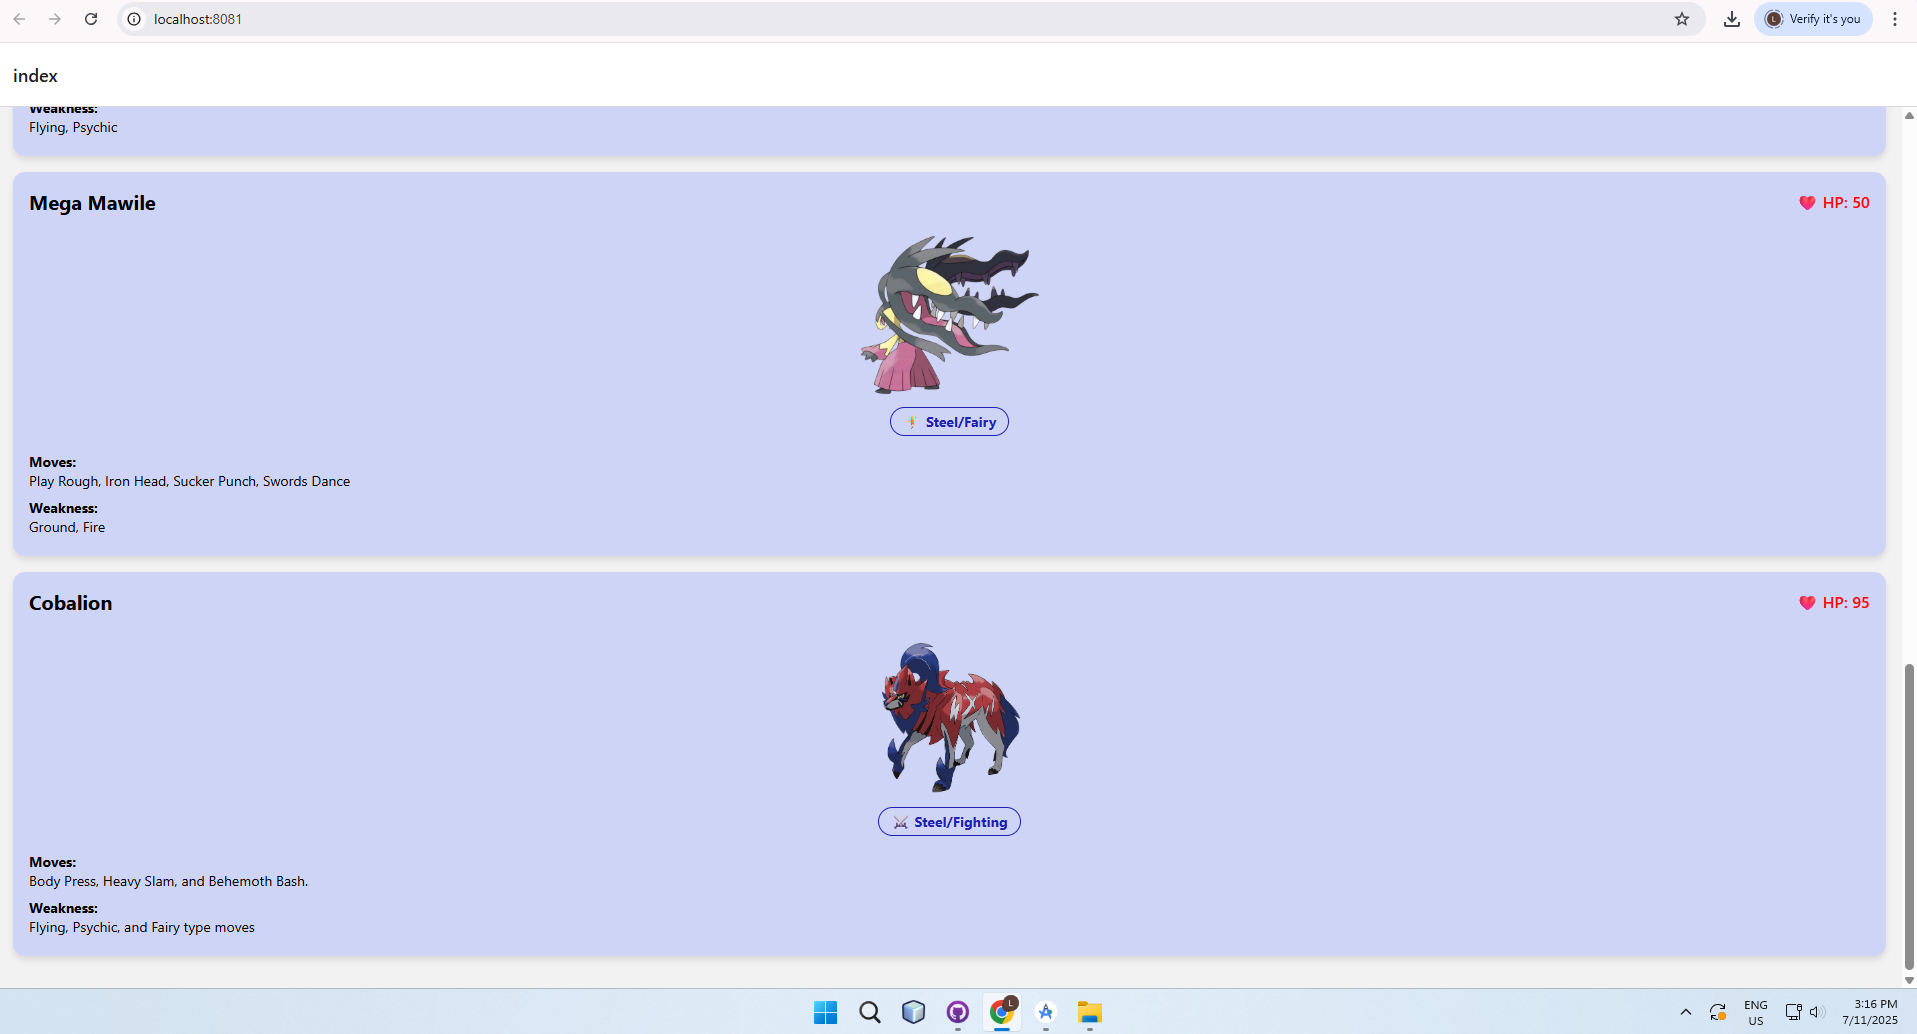 localhost:8081
L
Verify it's you
index
Weakness:
Flying, Psychic
Mega Mawile
HP: 50
Steel/Fairy
Moves:
Play Rough, Iron Head, Sucker Punch, Swords Dance
Weakness:
Ground, Fire
Cobalion
HP: 95
Steel/Fighting
Moves:
Body Press, Heavy Slam, and Behemoth Bash.
Weakness:
Flying, Psychic, and Fairy type moves
L
ENG
US
3:16 PM
7/11/2025